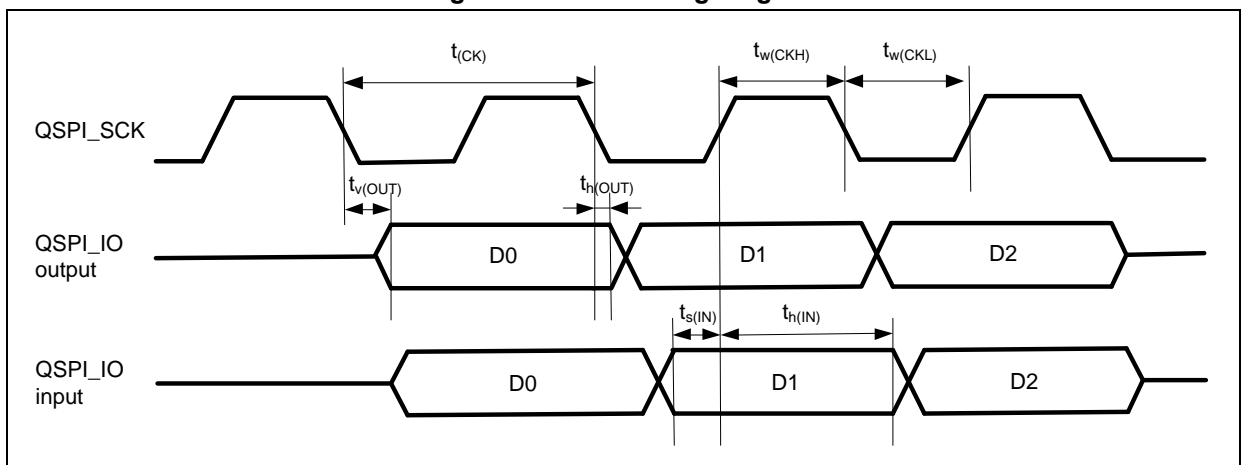 t(CK)
tw(CKH)
tw(CKL)
QSPI_SCK
tv(OUT)
th(OUT)
QSPI_IO
output
D0
D1
D2
ts(IN)
th(IN)
QSPI_IO
input
D0
D1
D2